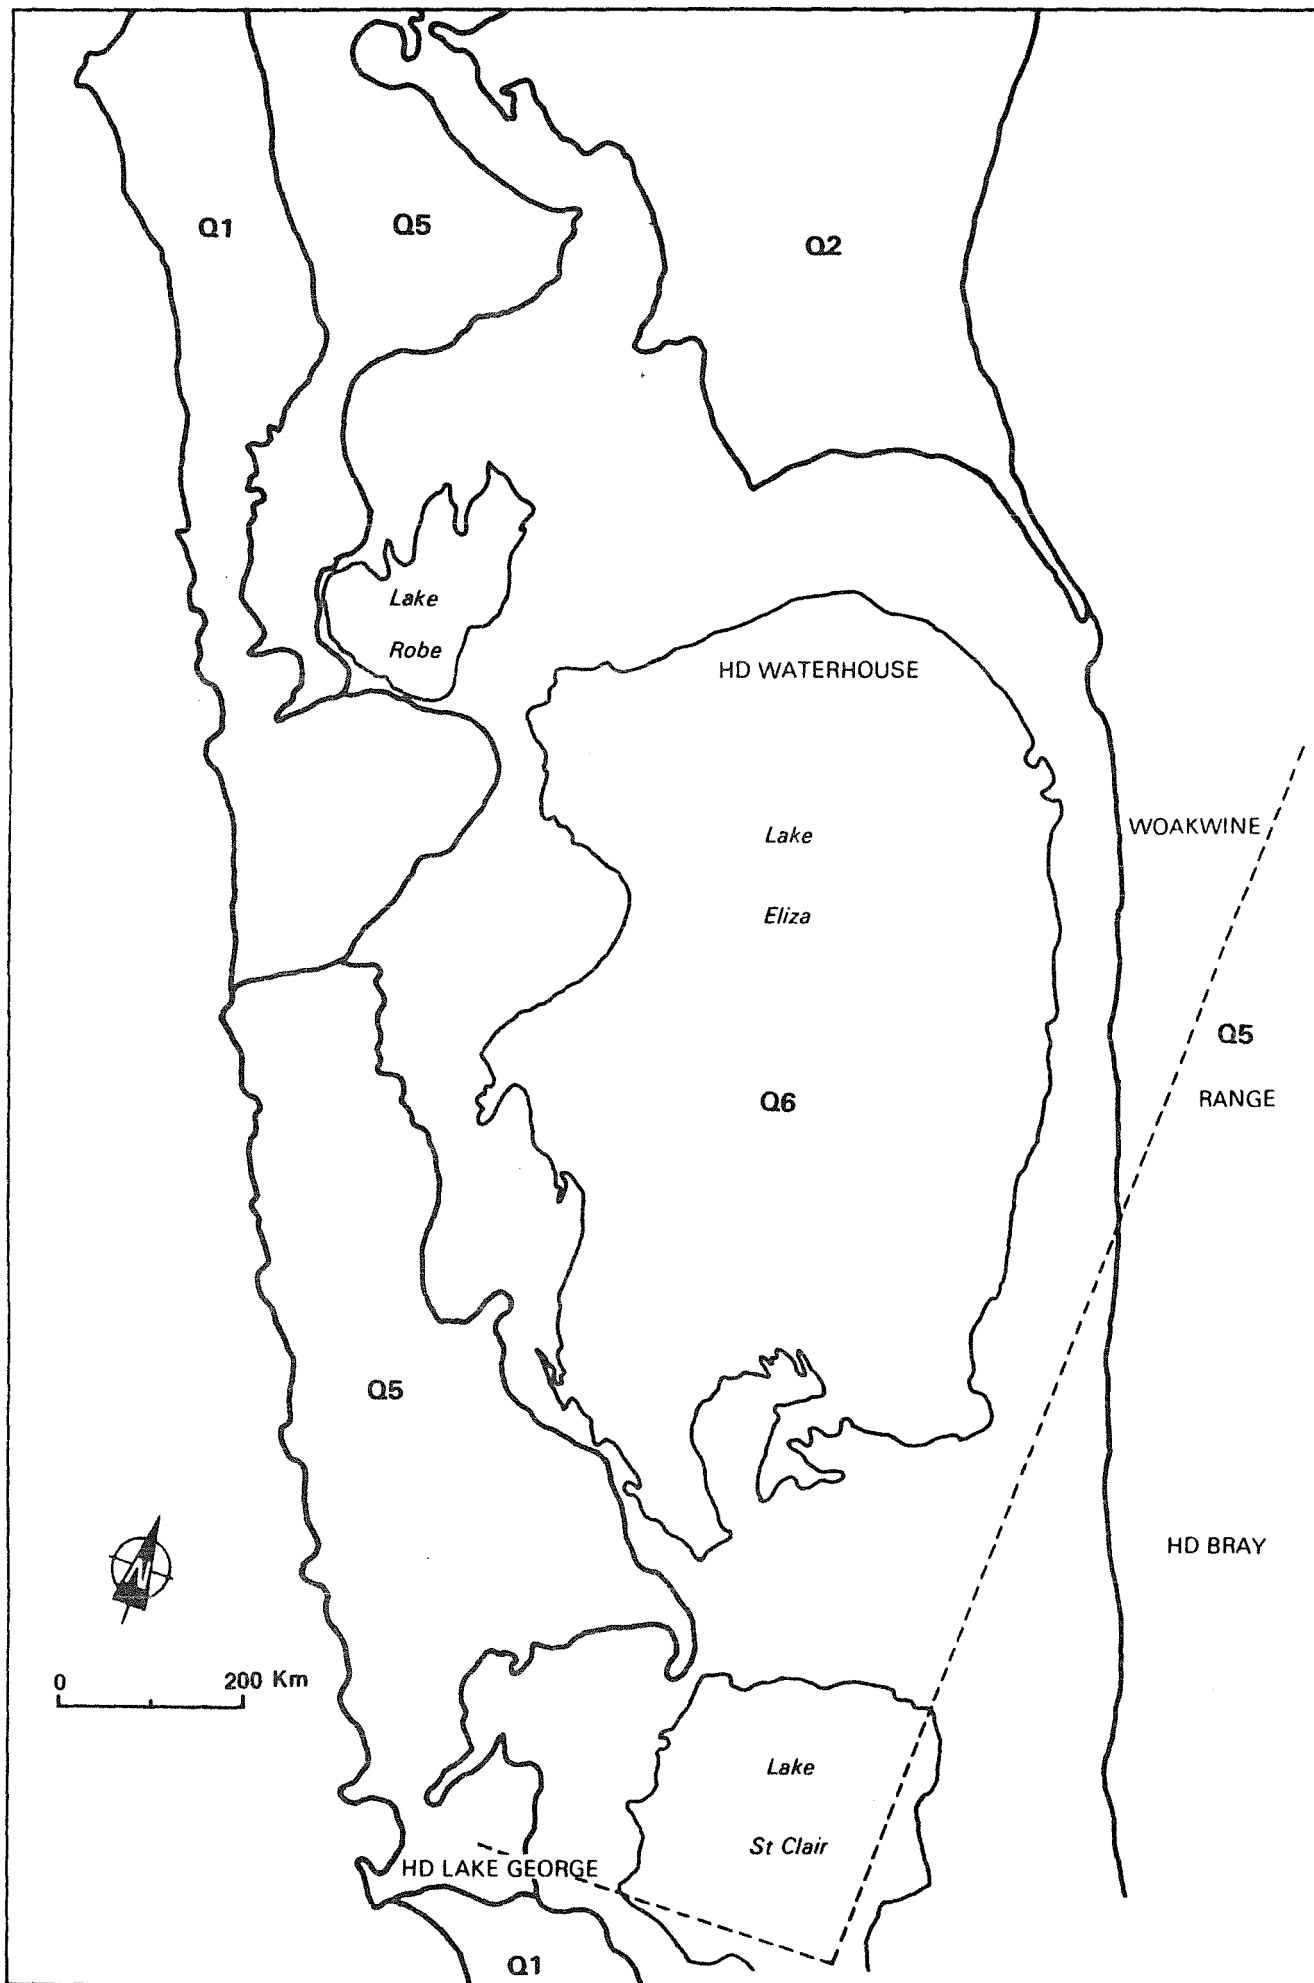 Q1
Q5
Q2
Lake
Robe
HD WATERHOUSE
Lake
Eliza
WOAKWINE
Q5
RANGE
Q6
Q5
N
HD BRAY
0 200 Km
Lake
St Clair
HD LAKE GEORGE
Q1